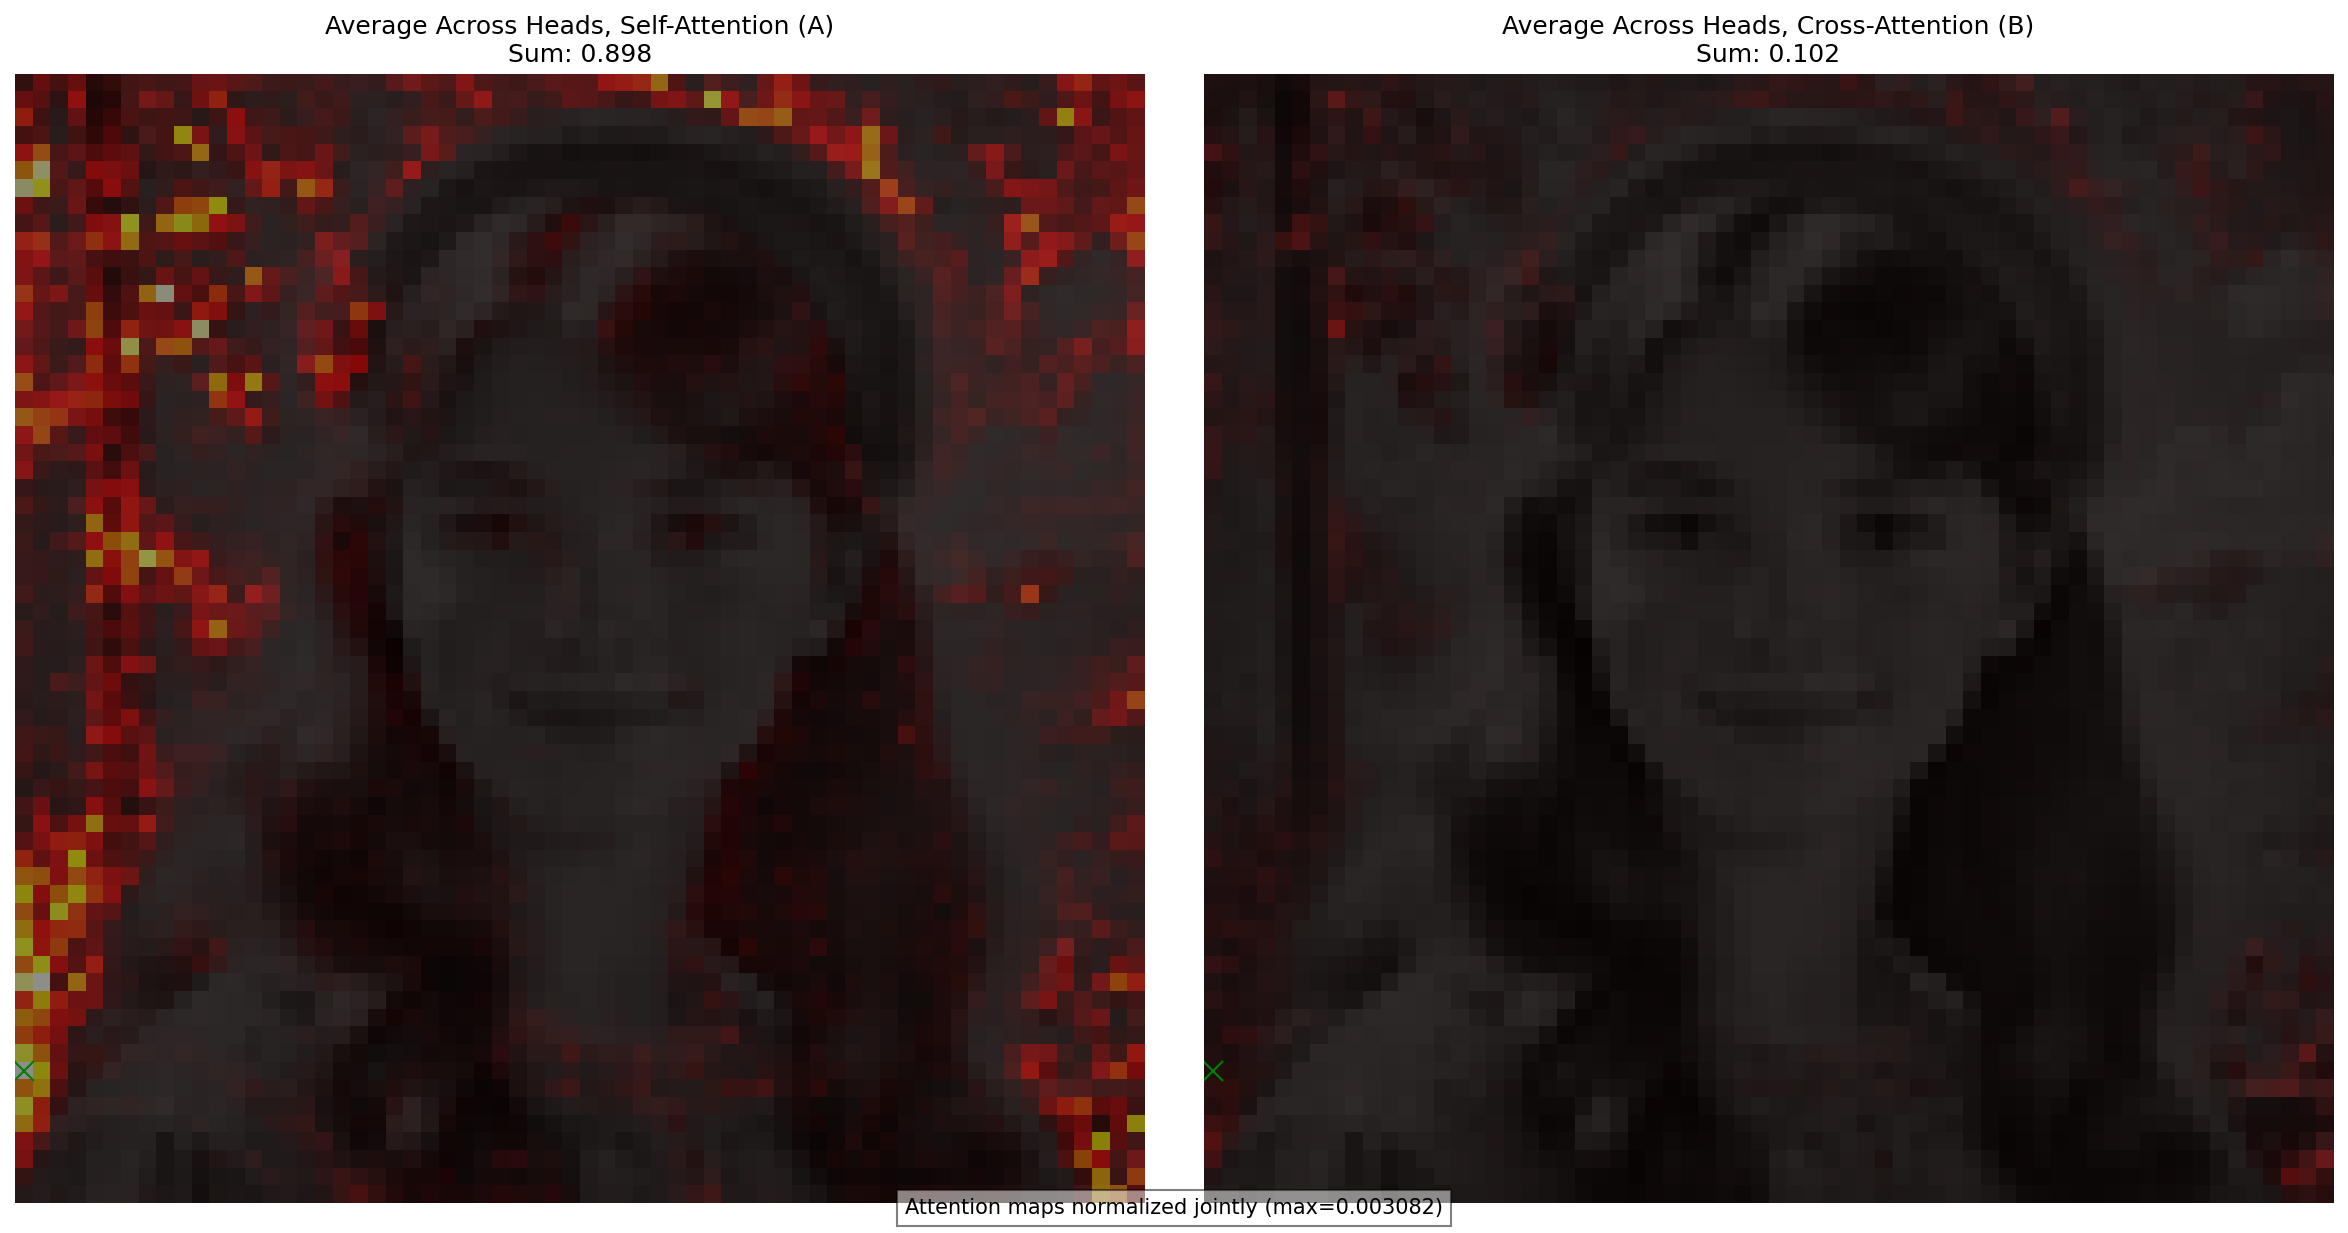 Average Across Heads, Self-Attention (A)
Sum: 0.898
Average Across Heads, Cross-Attention (B)
Sum: 0.102
Attention maps normalized jointly (max=0.003082)